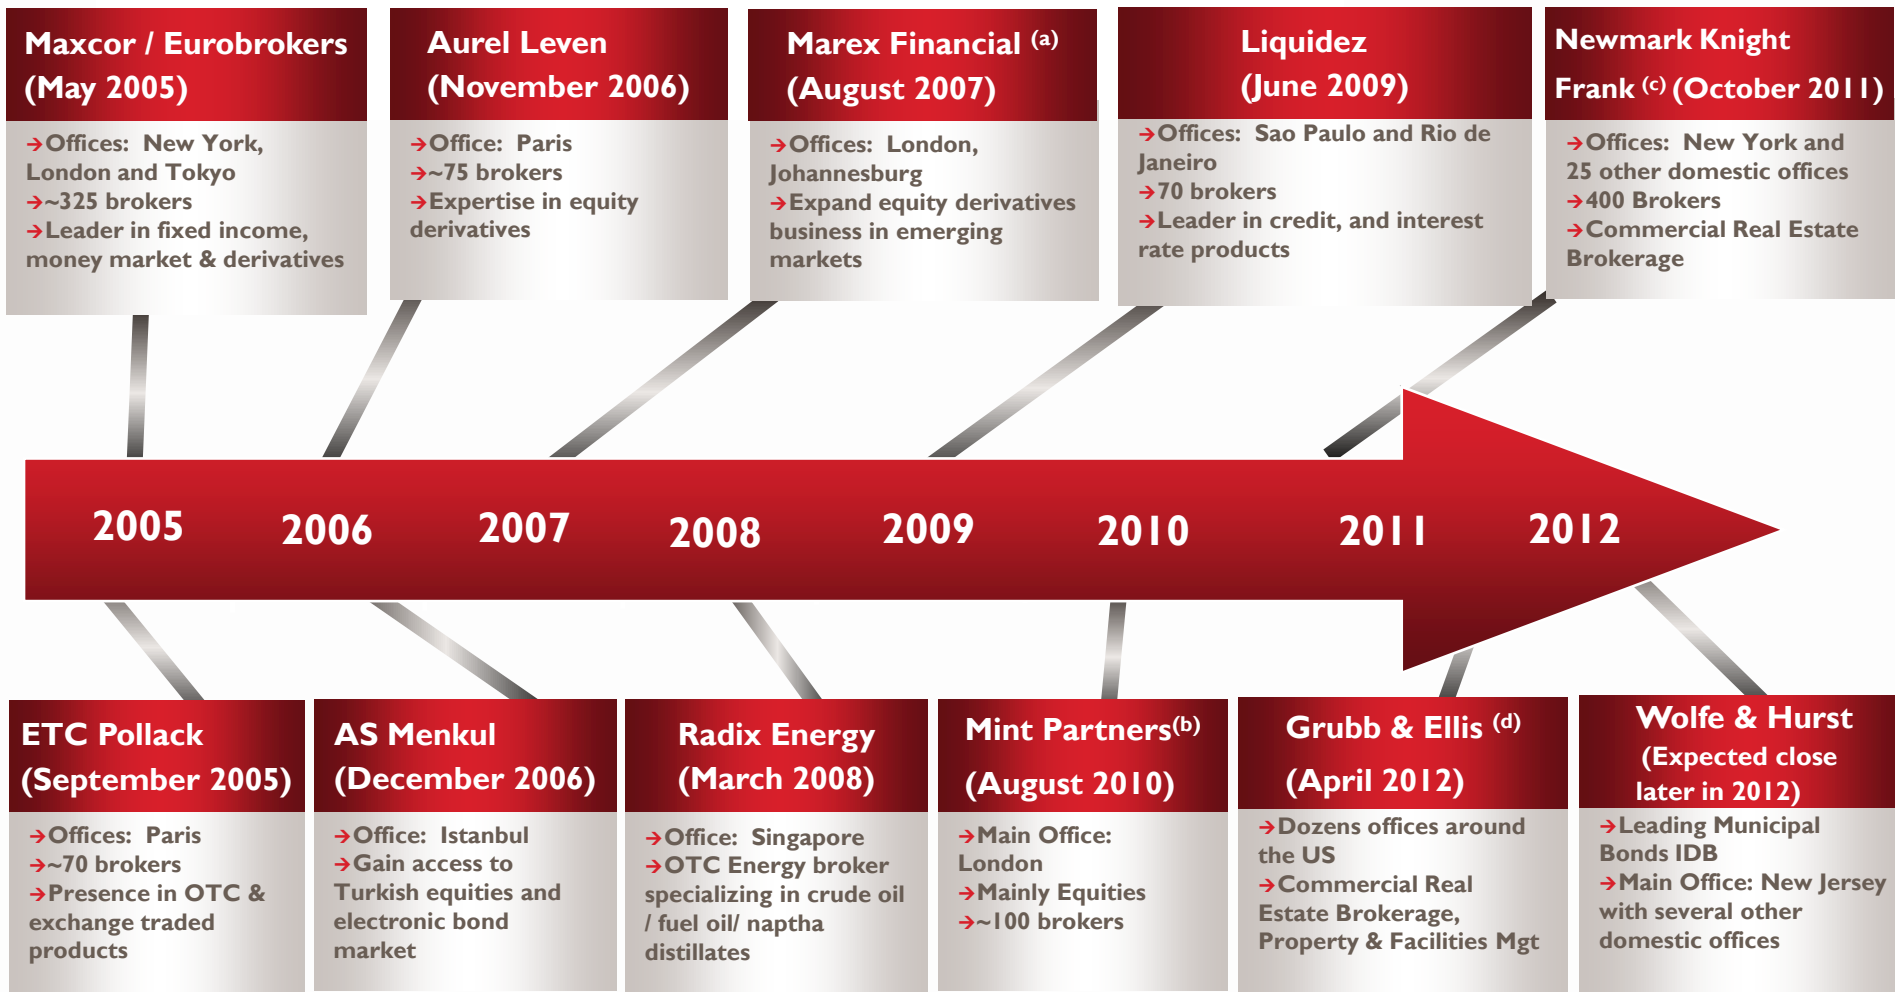 Maxcor / Eurobrokers
(May 2005)
→Offices:  New York,
London and Tokyo
→~325 brokers
→Leader in fixed income,
money market & derivatives
Aurel Leven
(November 2006)
→Office:  Paris
→~75 brokers
→Expertise in equity
derivatives
Marex Financial (a)
(August 2007)
→Offices:  London,
Johannesburg
→Expand equity derivatives
business in emerging
markets
Liquidez
(June 2009)
→Offices:  Sao Paulo and Rio de
Janeiro
→70 brokers
→Leader in credit, and interest
rate products
Newmark Knight
Frank (c) (October 2011)
→Offices:  New York and
25 other domestic offices
→400 Brokers
→Commercial Real Estate
Brokerage
2005
2006
2007
2008
2009
2010
2011
2012
ETC Pollack
(September 2005)
→Offices:  Paris
→~70 brokers
→Presence in OTC &
exchange traded
products
AS Menkul
(December 2006)
→Office:  Istanbul
→Gain access to
Turkish equities and
electronic bond
market
Radix Energy
(March 2008)
→Office:  Singapore
→OTC Energy broker
specializing in crude oil
/ fuel oil/ naptha
distillates
Mint Partners(b)
(August 2010)
→Main Office:
London
→Mainly Equities
→~100 brokers
Grubb & Ellis (d)
(April 2012)
→Dozens offices around
the US
→Commercial Real
Estate Brokerage,
Property & Facilities Mgt
Wolfe & Hurst
(Expected close
later in 2012)
→Leading Municipal
Bonds IDB
→Main Office: New Jersey
with several other
domestic offices